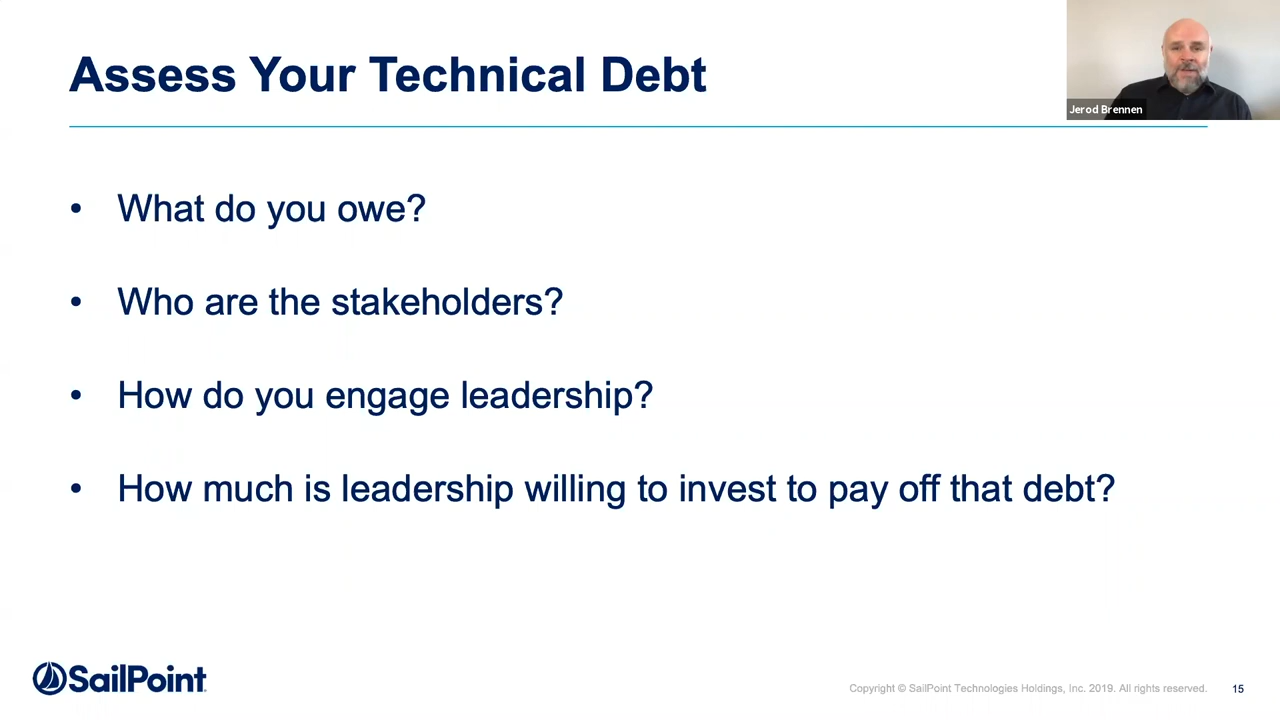 Assess Your Technical Debt
Jerod Brennen
• What do you owe?
• Who are the stakeholders?
• How do you engage leadership?
• How much is leadership willing to invest to pay off that debt?
SailPoint
Copyright © SailPoint Technologies Holdings, Inc. 2019. All rights reserved.
15